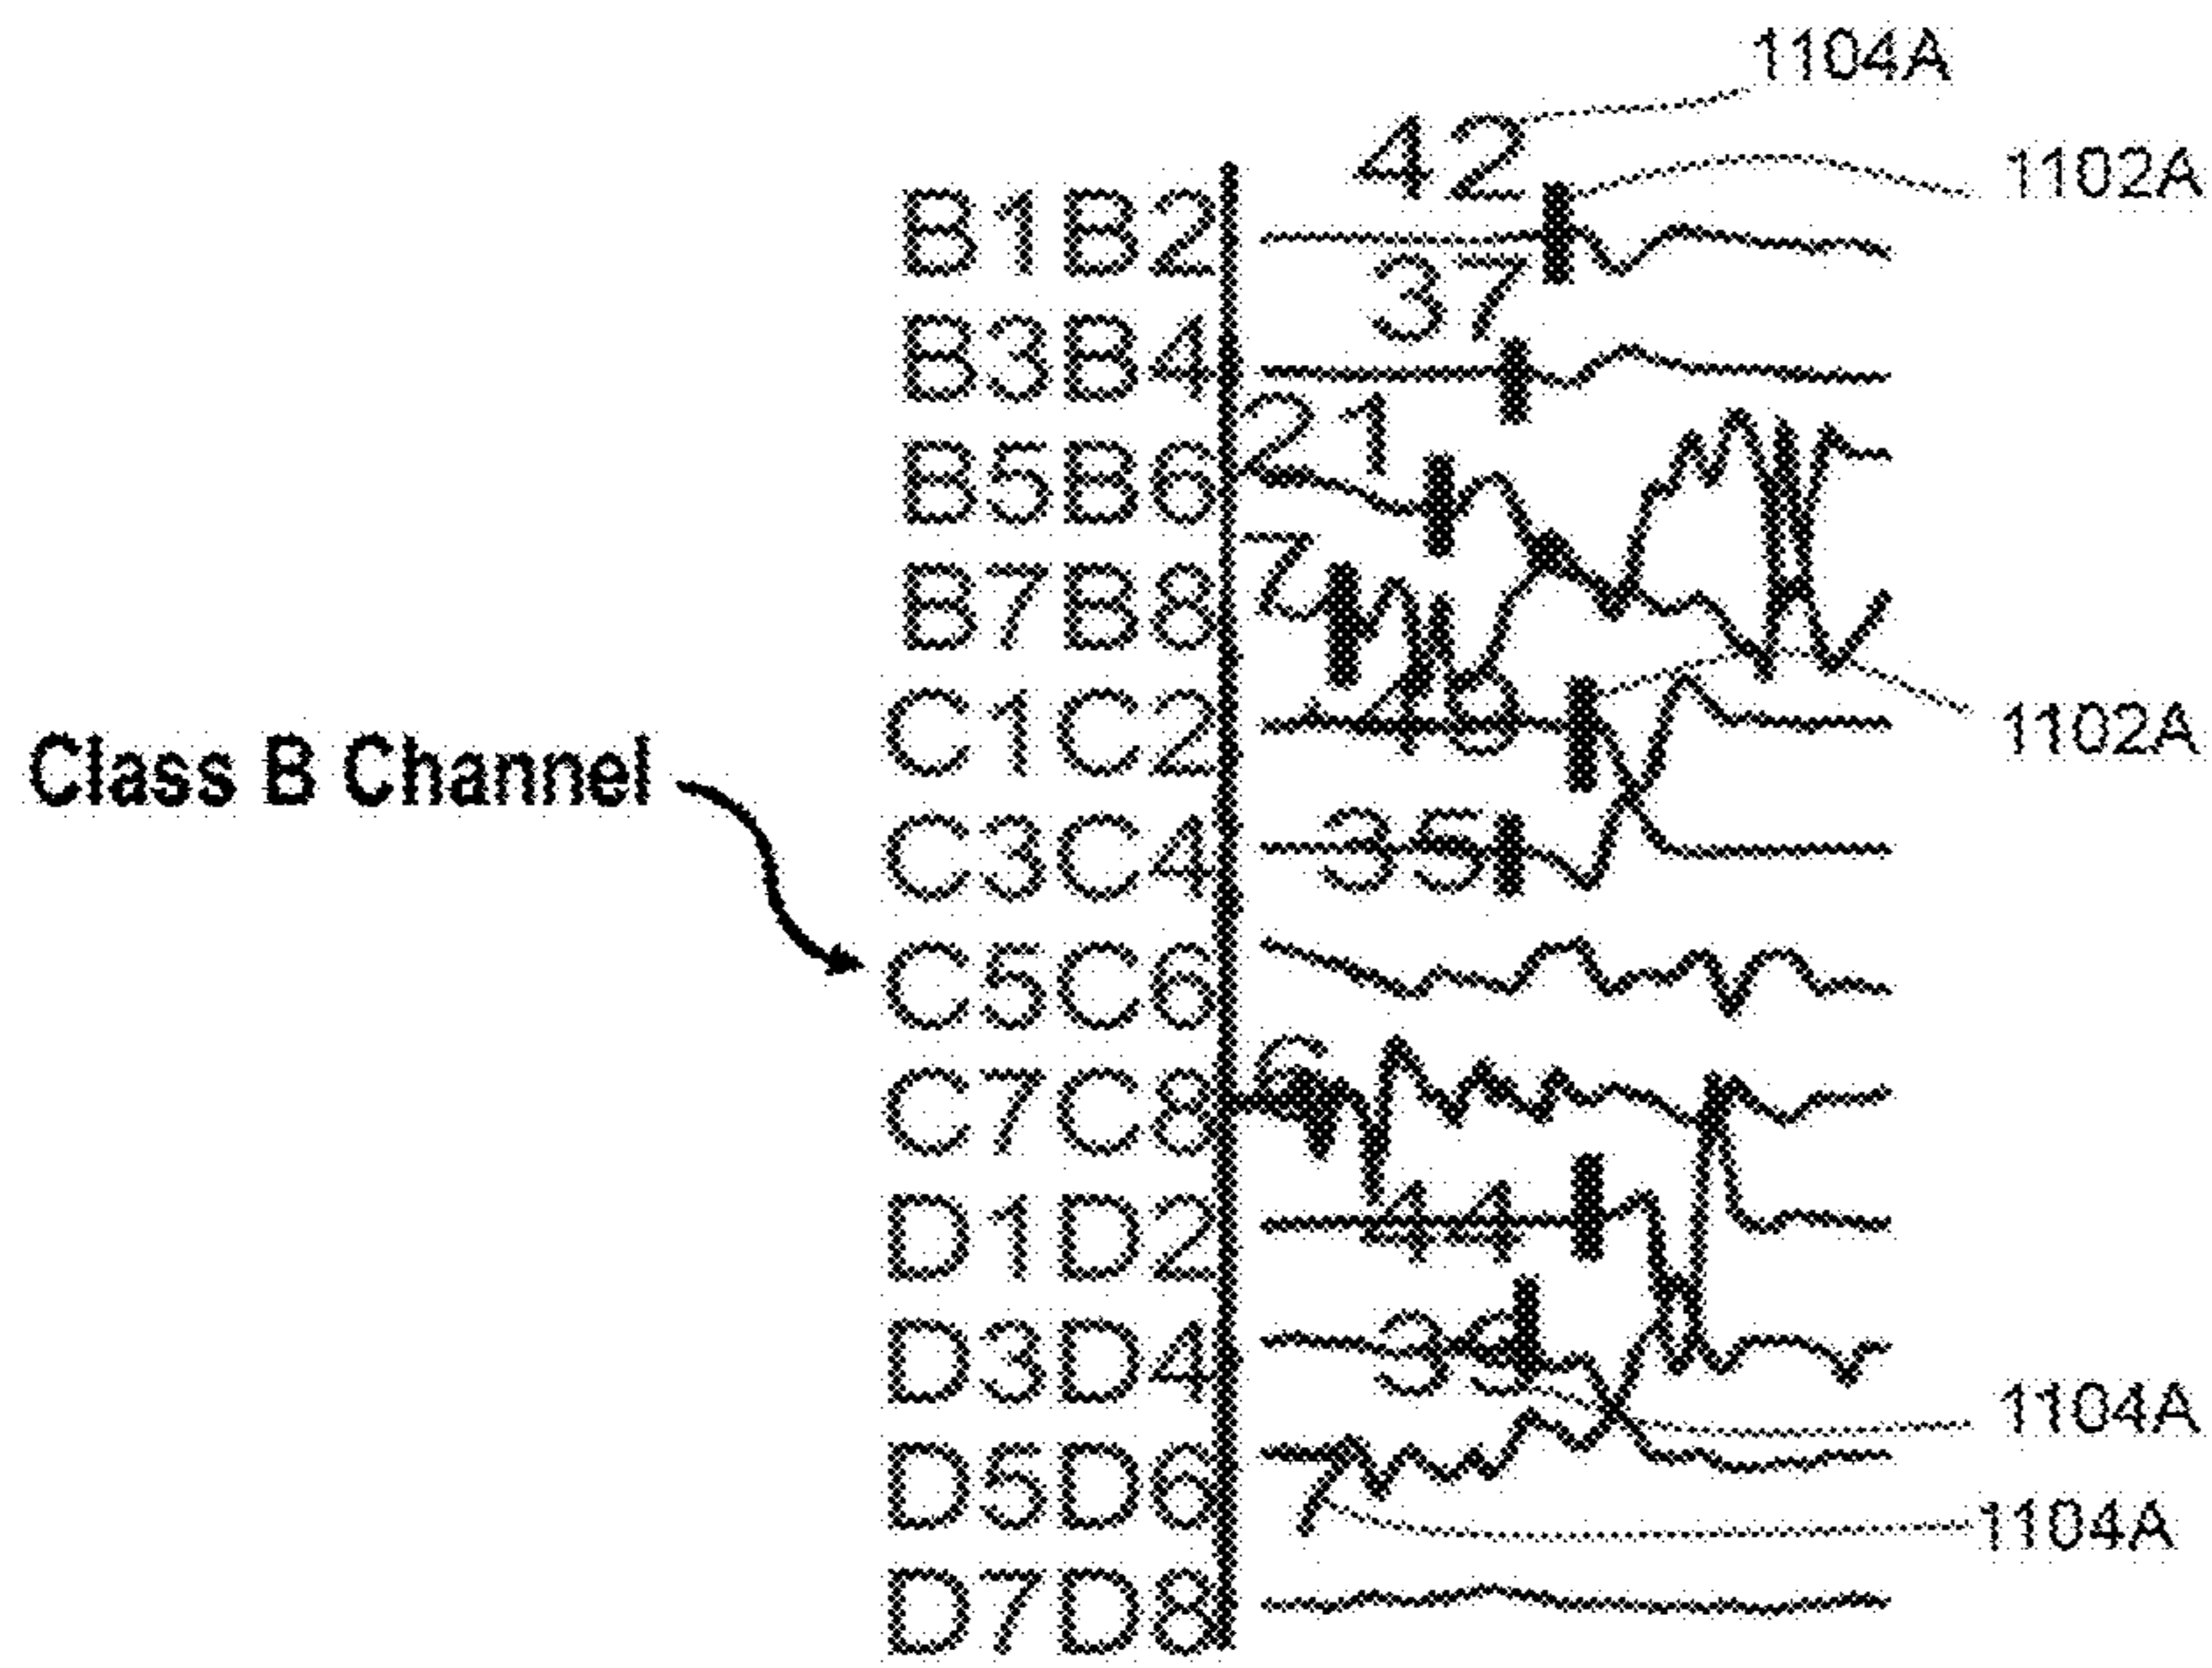 1104A
42
B1B2
1102A
37
B3B4
21
B5B6
7
B7B8
C1C2
1102A
Class B Channel
35
C3C4
C5C6
6
C7C8
44
D1D2
D3D4
1104A
D5D6
7
1104A
D7D8